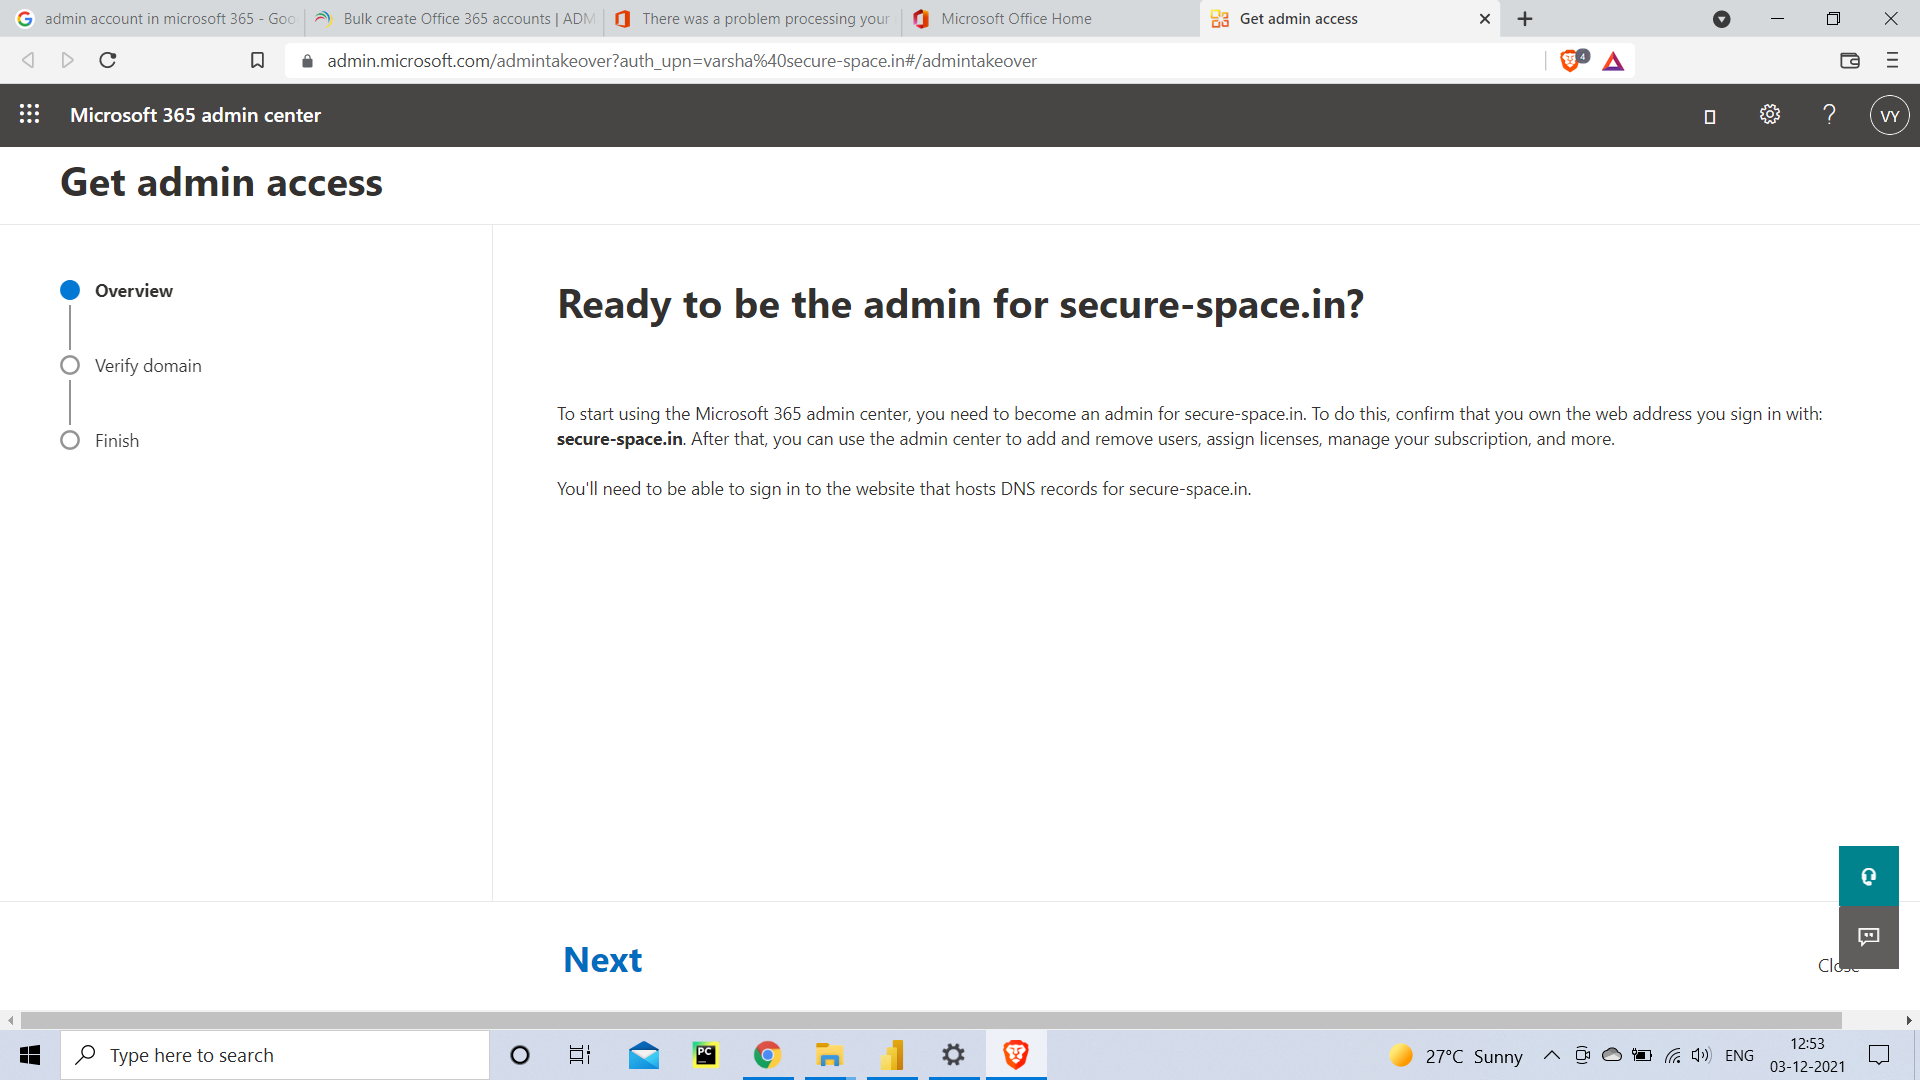 admin account in microsoft 365 - Goo
Bulk create Office 365 accounts | ADM
There was a problem processing your
Microsoft Office Home
Get admin access
admin.microsoft.com/admintakeover?auth_upn=varsha%40secure-space.in#/admintakeover
4
Microsoft 365 admin center
?
VY
Get admin access
Overview
Verify domain
Finish
Ready to be the admin for secure-space.in?
To start using the Microsoft 365 admin center, you need to become an admin for secure-space.in. To do this, confirm that you own the web address you sign in with:
secure-space.in. After that, you can use the admin center to add and remove users, assign licenses, manage your subscription, and more.
You'll need to be able to sign in to the website that hosts DNS records for secure-space.in.
Next
Close
Type here to search
PC
27°C Sunny
ENG
12:53
03-12-2021